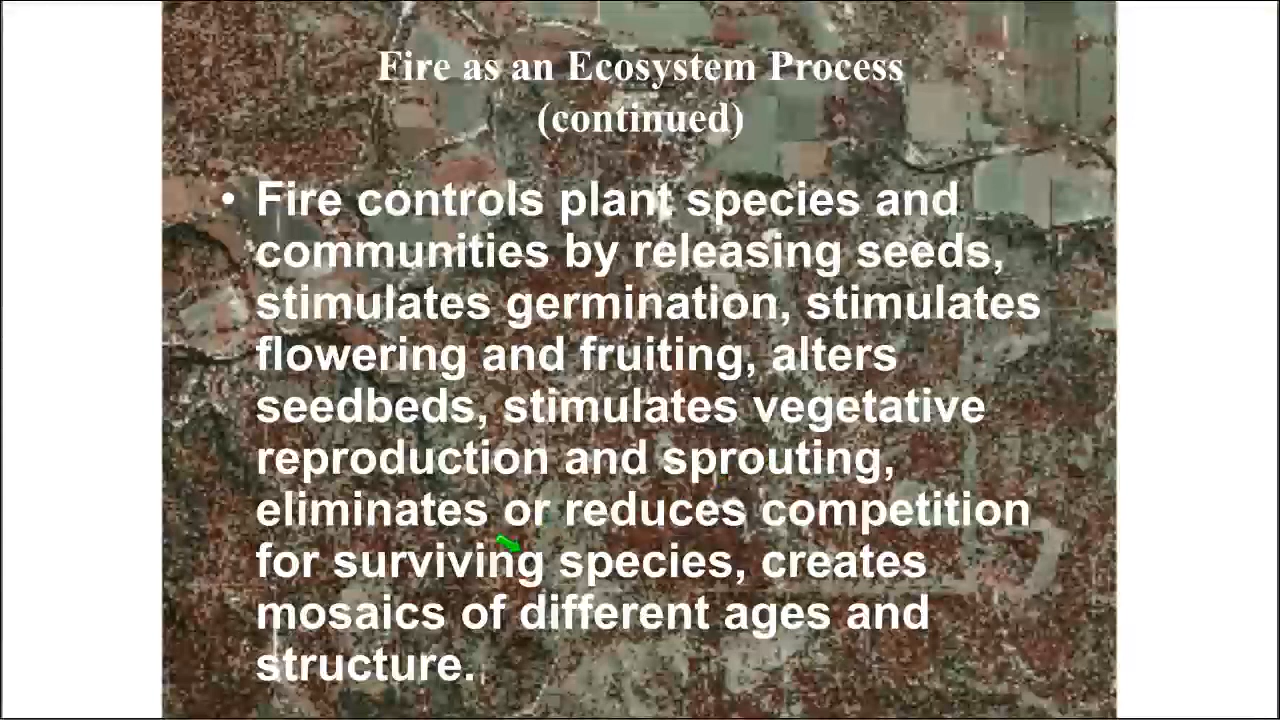 Fire as an Ecosystem Process
(continued)
• Fire controls plant species and
communities by releasing seeds,
stimulates germination, stimulates
flowering and fruiting, alters
seedbeds, stimulates vegetative
reproduction and sprouting,
eliminates or reduces competition
for surviving species, creates
mosaics of different ages and
structure.